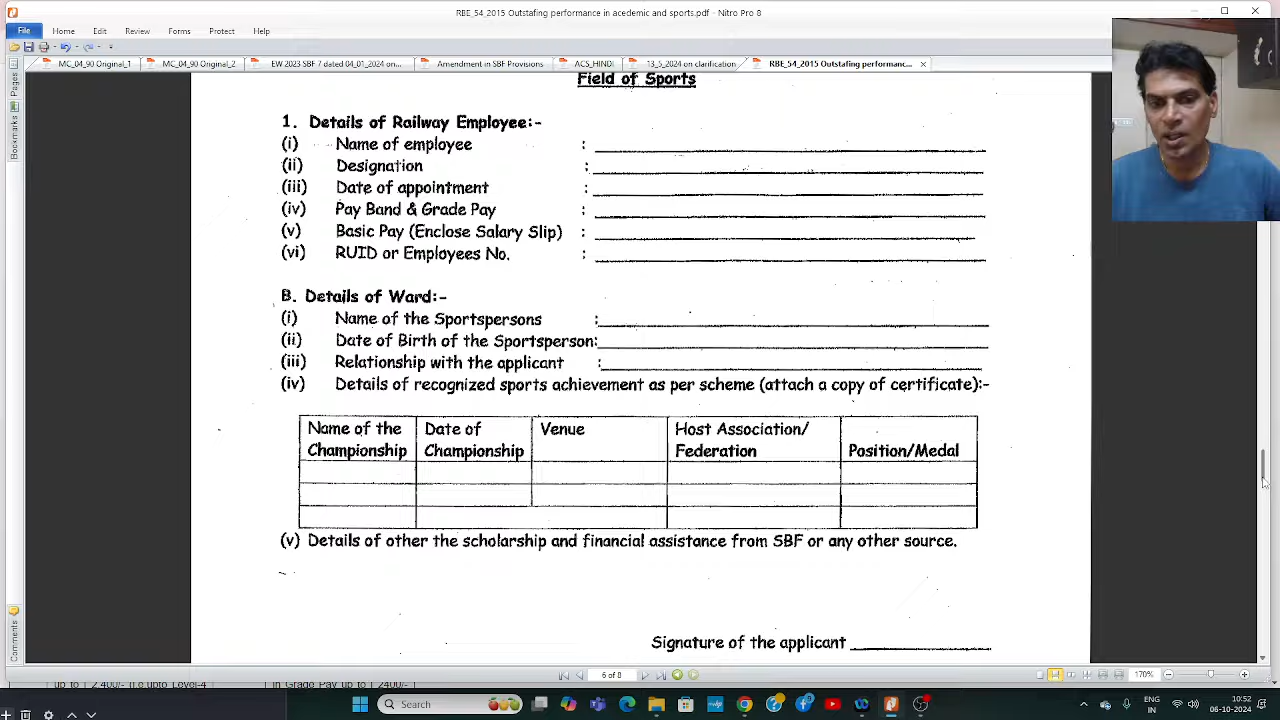 RBE_54_2015 Outstafing performance in acedemic and sports.pdf - Nitro Pro 8
File Home Edit Review Forms Protect Help
MC_04_90 Original_1 MC_04_90 Original_2 EW 2023 SBF 7 dated 04_01_2024 on... Amendment in SBF Provisions ACS_HINDI 13_5_2024 on clarification RBE_54_2015 Outstafing performanc...
Pages
Bookmarks
Comments
Field of Sports
1. Details of Railway Employee:-
(i) Name of employee :
(ii) Designation :
(iii) Date of appointment :
(iv) Pay Band & Grade Pay :
(v) Basic Pay (Enclose Salary Slip) :
(vi) RUID or Employees No. :
B. Details of Ward:-
(i) Name of the Sportspersons :
(ii) Date of Birth of the Sportsperson:
(iii) Relationship with the applicant :
(iv) Details of recognized sports achievement as per scheme (attach a copy of certificate):-
Name of the Championship Date of Championship Venue Host Association/ Federation Position/Medal
(v) Details of other the scholarship and financial assistance from SBF or any other source.
Signature of the applicant
6 of 8
170%
Search
ENG
IN
10:52
06-10-2024